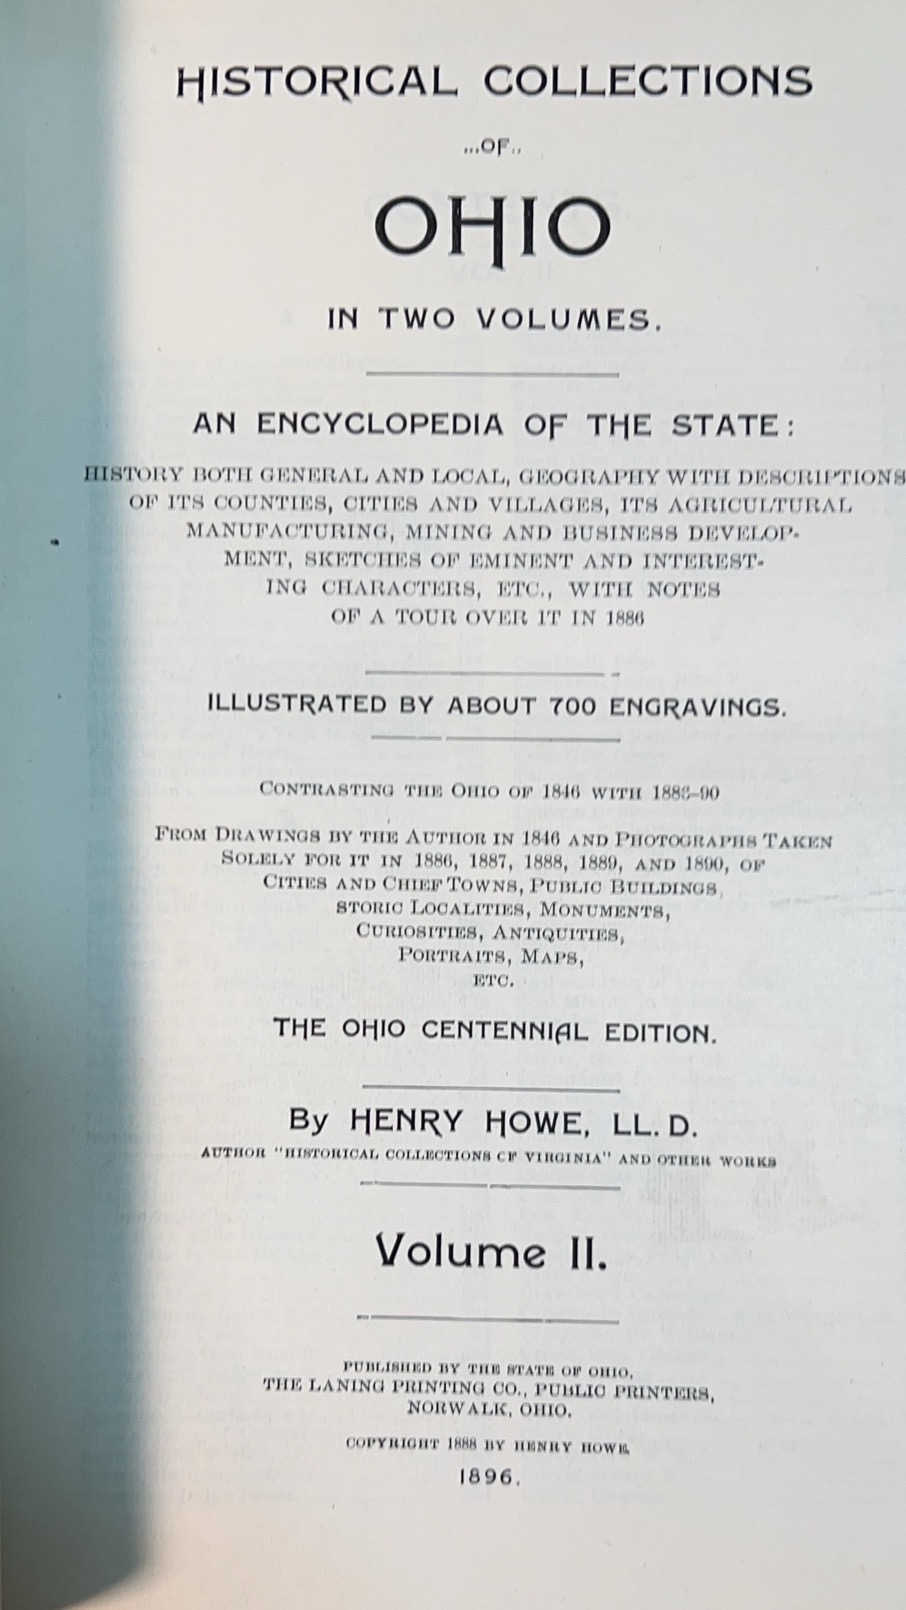 HISTORICAL COLLECTIONS
...OF..
OHIO
IN TWO VOLUMES.
AN ENCYCLOPEDIA OF THE STATE:
HISTORY BOTH GENERAL AND LOCAL, GEOGRAPHY WITH DESCRIPTIONS
OF ITS COUNTIES, CITIES AND VILLAGES, ITS AGRICULTURAL
MANUFACTURING, MINING AND BUSINESS DEVELOP-
MENT, SKETCHES OF EMINENT AND INTEREST-
ING CHARACTERS, ETC., WITH NOTES
OF A TOUR OVER IT IN 1886
ILLUSTRATED BY ABOUT 700 ENGRAVINGS.
CONTRASTING THE OHIO OF 1846 WITH 1888-90
FROM DRAWINGS BY THE AUTHOR IN 1846 AND PHOTOGRAPHS TAKEN
SOLELY FOR IT IN 1886, 1887, 1888, 1889, AND 1890, OF
CITIES AND CHIEF TOWNS, PUBLIC BUILDINGS,
STORIC LOCALITIES, MONUMENTS,
CURIOSITIES, ANTIQUITIES,
PORTRAITS, MAPS,
ETC.
THE OHIO CENTENNIAL EDITION.
By HENRY HOWE, LL. D.
AUTHOR "HISTORICAL COLLECTIONS OF VIRGINIA" AND OTHER WORKS
Volume II.
PUBLISHED BY THE STATE OF OHIO,
THE LANING PRINTING CO., PUBLIC PRINTERS,
NORWALK, OHIO.
COPYRIGHT 1888 BY HENRY HOWE.
1896.